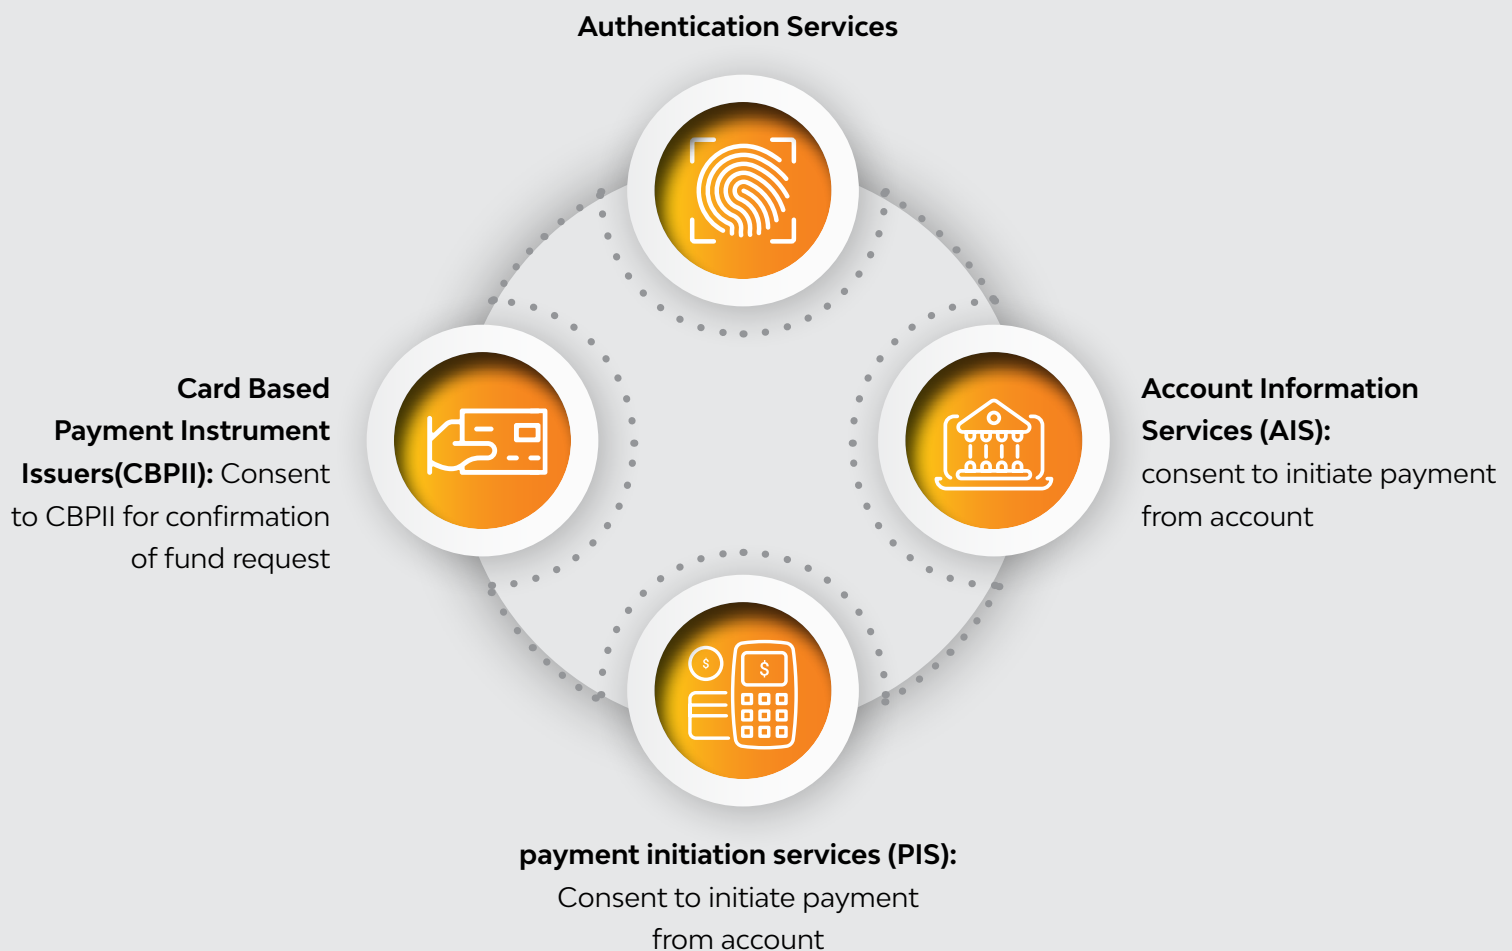 Authentication Services
Card Based
Payment Instrument
Issuers(CBPII): Consent
to CBPII for confirmation
of fund request
Account Information
Services (AIS):
consent to initiate payment
from account
$
$
payment initiation services (PIS):
Consent to initiate payment
from account